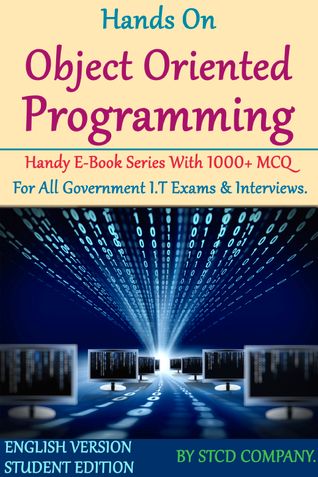 Hands On
Object Oriented
Programming
Handy E-Book Series With 1000+ MCQ
For All Government I.T Exams & Interviews.
ENGLISH VERSION
STUDENT EDITION
BY STCD COMPANY.